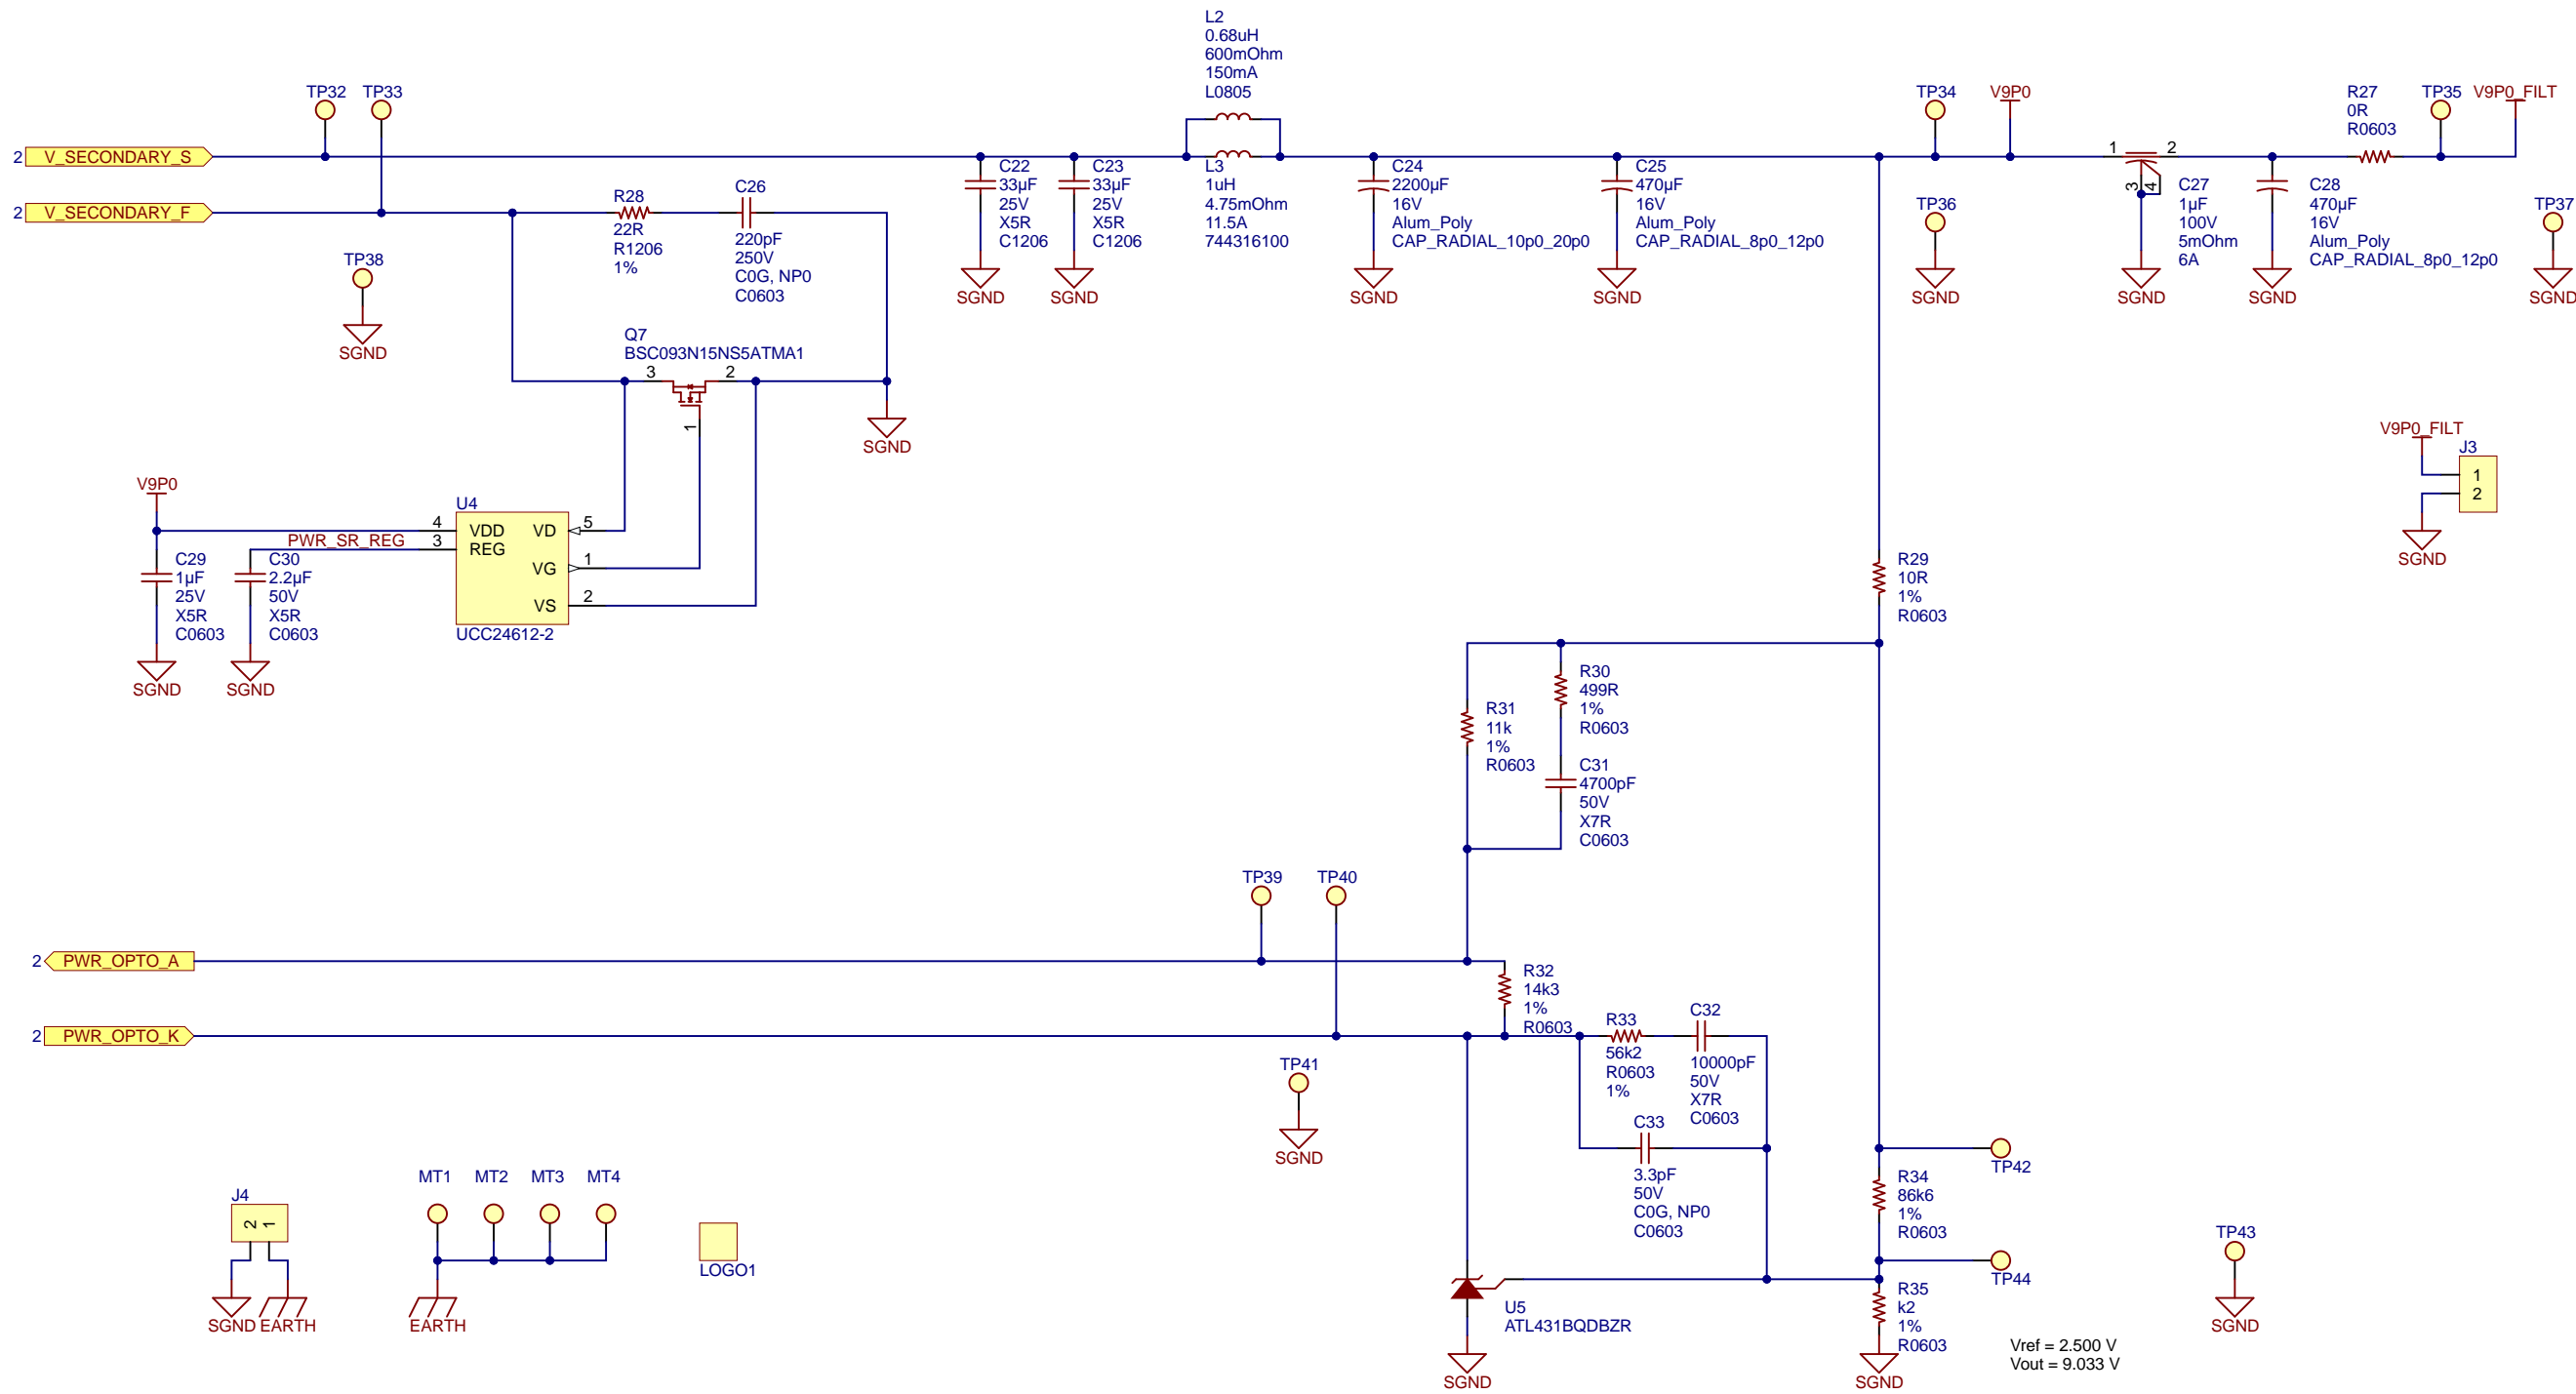 L2
0.68uH
600mOhm
150mA
L0805
TP32
TP33
TP34
V9P0
R27
0R
R0603
TP35
V9P0_FILT
2
V_SECONDARY_S
L3
1uH
4.75mOhm
11.5A
744316100
C22
33µF
25V
X5R
C1206
C23
33µF
25V
X5R
C1206
C24
2200µF
16V
Alum_Poly
CAP_RADIAL_10p0_20p0
C25
470µF
16V
Alum_Poly
CAP_RADIAL_8p0_12p0
1
2
3
4
C27
1µF
100V
5mOhm
6A
C28
470µF
16V
Alum_Poly
CAP_RADIAL_8p0_12p0
TP36
TP37
SGND
SGND
SGND
SGND
SGND
SGND
SGND
SGND
2
V_SECONDARY_F
R28
22R
R1206
1%
C26
220pF
250V
C0G, NP0
C0603
TP38
SGND
Q7
BSC093N15NS5ATMA1
3
2
1
SGND
V9P0_FILT
J3
1
2
SGND
V9P0
U4
4
VDD
VD
5
PWR_SR_REG
3
REG
VG
1
VS
2
UCC24612-2
C29
1µF
25V
X5R
C0603
C30
2.2µF
50V
X5R
C0603
SGND
SGND
R29
10R
1%
R0603
R30
499R
1%
R0603
R31
11k
1%
R0603
C31
4700pF
50V
X7R
C0603
TP39
TP40
2
PWR_OPTO_A
R32
14k3
1%
R0603
2
PWR_OPTO_K
R33
56k2
R0603
1%
C32
10000pF
50V
X7R
C0603
TP41
SGND
C33
3.3pF
50V
C0G, NP0
C0603
TP42
R34
86k6
1%
R0603
TP44
TP43
SGND
J4
2
1
SGND
EARTH
MT1
MT2
MT3
MT4
EARTH
LOGO1
U5
ATL431BQDBZR
SGND
R35
k2
1%
R0603
SGND
Vref = 2.500 V
Vout = 9.033 V